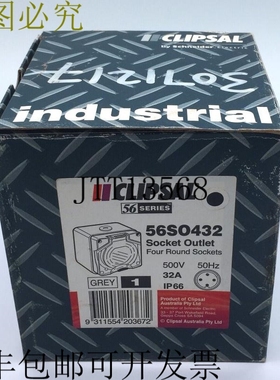 图必究
CLIPSAL
by Schneider Electric
3071217
industrial
JTT18568
CLIPSAL
56 SERIES
56SO432
Socket Outlet
Four Round Sockets
500V 50Hz
32A
IP66
GREY 1
Product of Clipsal
Australia Pty Ltd
9 311554 203672
© Clipsal
Australia Pty Ltd
包邮可开发票